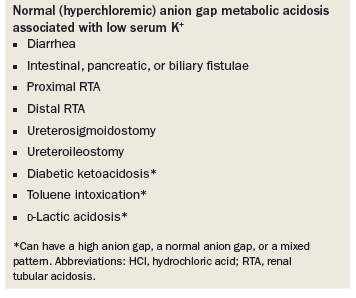 Normal (hyperchloremic) anion gap metabolic acidosis
associated with low serum K+
▪ Diarrhea
▪ Intestinal, pancreatic, or biliary fistulae
▪ Proximal RTA
▪ Distal RTA
▪ Ureterosigmoidostomy
▪ Ureteroileostomy
▪ Diabetic ketoacidosis*
▪ Toluene intoxication*
▪ D-Lactic acidosis*
*Can have a high anion gap, a normal anion gap, or a mixed
pattern. Abbreviations: HCl, hydrochloric acid; RTA, renal
tubular acidosis.